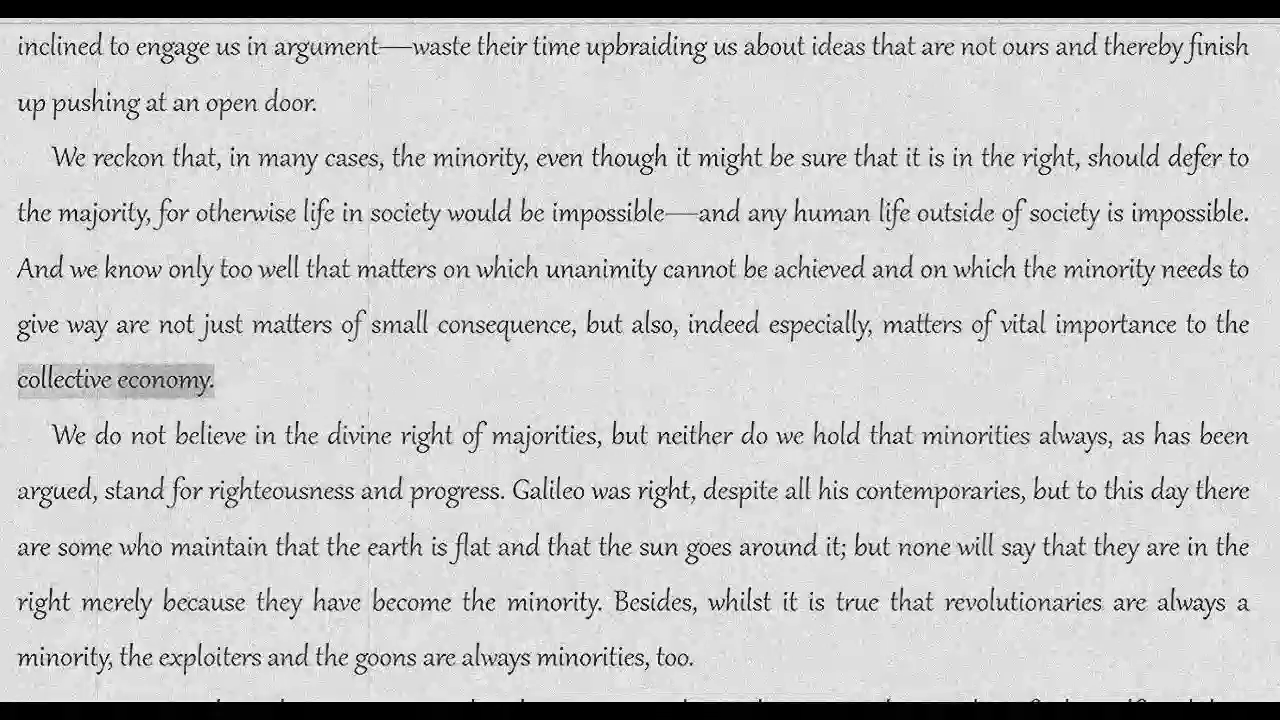 inclined to engage us in argument—waste their time upbraiding us about ideas that are not ours and thereby finish
up pushing at an open door.
We reckon that, in many cases, the minority, even though it might be sure that it is in the right, should defer to
the majority, for otherwise life in society would be impossible—and any human life outside of society is impossible.
And we know only too well that matters on which unanimity cannot be achieved and on which the minority needs to
give way are not just matters of small consequence, but also, indeed especially, matters of vital importance to the
collective economy.
We do not believe in the divine right of majorities, but neither do we hold that minorities always, as has been
argued, stand for righteousness and progress. Galileo was right, despite all his contemporaries, but to this day there
are some who maintain that the earth is flat and that the sun goes around it; but none will say that they are in the
right merely because they have become the minority. Besides, whilst it is true that revolutionaries are always a
minority, the exploiters and the goons are always minorities, too.